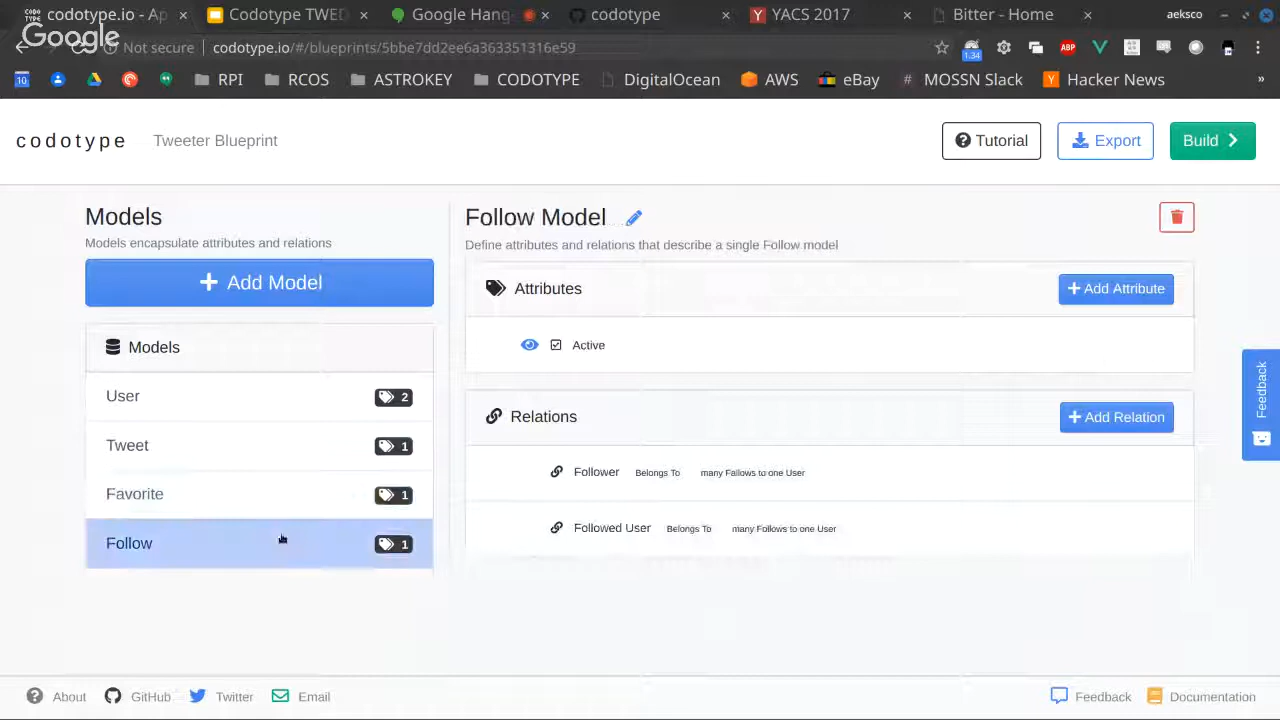 codotype.io - Ap
Codotype TWED
Google Hang
codotype
YACS 2017
Bitter - Home
aeksco
Google
Not secure
codotype.io/#/blueprints/5bbe7dd2ee6a363351316e59
1.34
ABP
10
RPI
RCOS
ASTROKEY
CODOTYPE
DigitalOcean
AWS
eBay
# MOSSN Slack
Hacker News
»
codotype
Tweeter Blueprint
Tutorial
Export
Build
Models
Models encapsulate attributes and relations
+ Add Model
Models
User 2
Tweet 1
Favorite 1
Follow 1
Follow Model
Define attributes and relations that describe a single Follow model
Attributes
+ Add Attribute
Active
Relations
+ Add Relation
Follower Belongs To many Follows to one User
Followed User Belongs To many Follows to one User
Feedback
About
GitHub
Twitter
Email
Feedback
Documentation